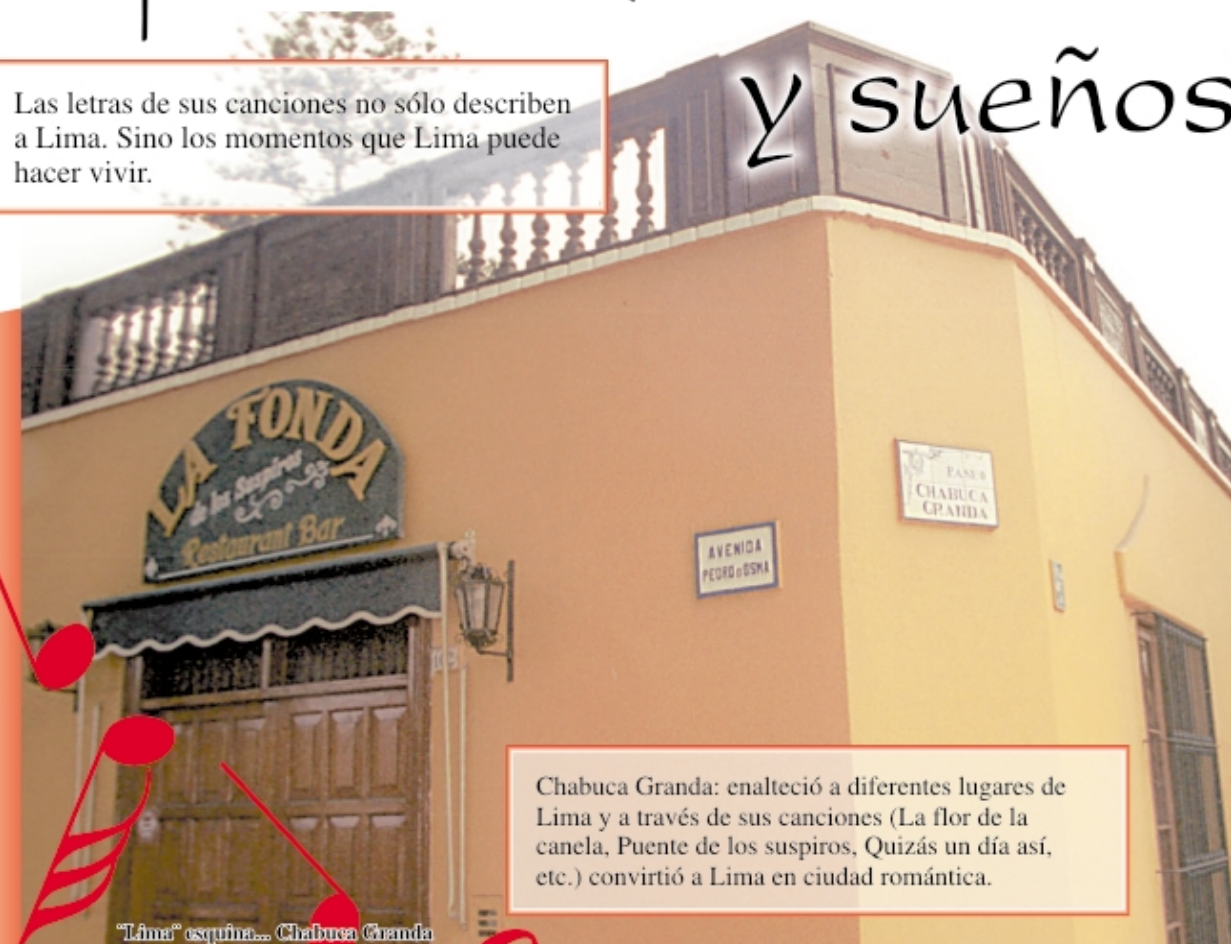 y sueños
Las letras de sus canciones no sólo describen
a Lima. Sino los momentos que Lima puede
hacer vivir.
LA FONDA
de los Suspiros
Restaurant Bar
AVENIDA
PEDRO DE OSMA
PASEO
CHABUCA
GRANDA
Chabuca Granda: enalteció a diferentes lugares de
Lima y a través de sus canciones (La flor de la
canela, Puente de los suspiros, Quizás un día así,
etc.) convirtió a Lima en ciudad romántica.
¨Lima¨ esquina... Chabuca Granda